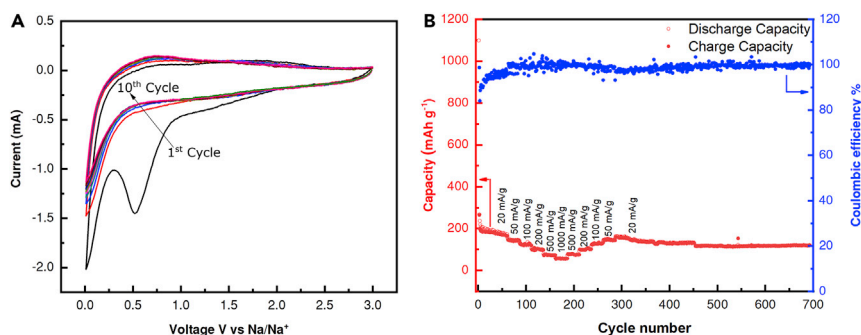 A
0.5
0.0
-0.5
-1.0
-1.5
-2.0
Current (mA)
10th Cycle
1st Cycle
0.0
0.5
1.0
1.5
2.0
2.5
3.0
Voltage V vs Na/Na+
B
1200
1000
800
600
400
200
0
Capacity (mAh g-1)
Discharge Capacity
Charge Capacity
20 mA/g
50 mA/g
100 mA/g
200 mA/g
500 mA/g
1000 mA/g
500 mA/g
200 mA/g
100 mA/g
50 mA/g
20 mA/g
0
100
200
300
400
500
600
700
Cycle number
120
100
80
60
40
20
0
Coulombic efficiency %